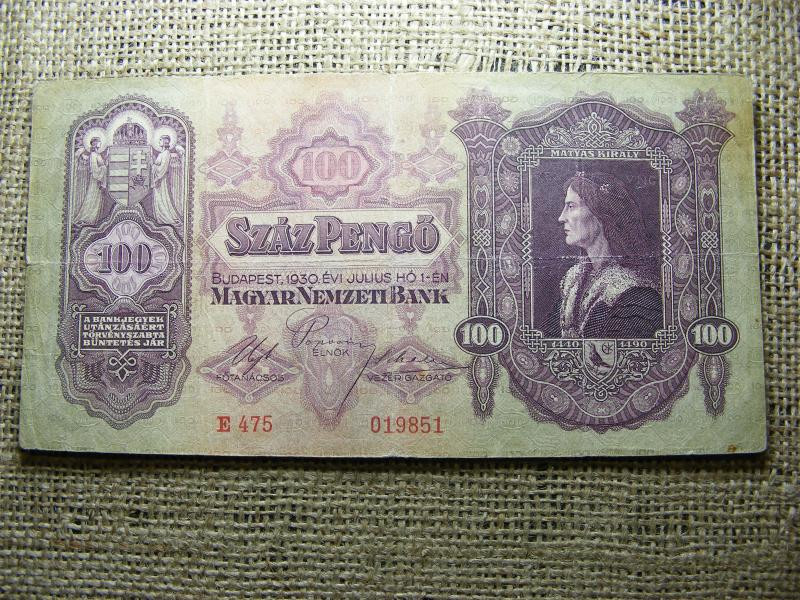 100
A BANKJEGYEK
UTÁNZÁSÁÉRT
TÖRVÉNYSZABTA
BÜNTETÉS JÁR
100
SZÁZ PENGŐ
BUDAPEST, 1930. ÉVI JULIUS HÓ 1-ÉN
MAGYAR NEMZETI BANK
ELNÖK
FŐTANÁCSOS
VEZÉRIGAZGATÓ
E 475
019851
MÁTYÁS KIRÁLY
100
100
1440
1490